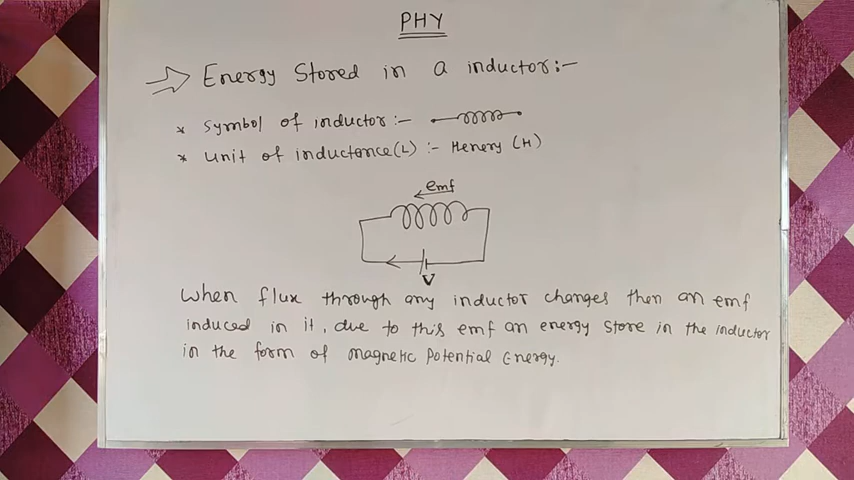 PHY
Energy Stored in a inductor:-
* Symbol of inductor:-
* unit of inductance(L) :- Henery (H)
emf
V
when flux through any inductor changes then an emf
induced in it, due to this emf an energy store in the inductor
in the form of magnetic Potential Energy.